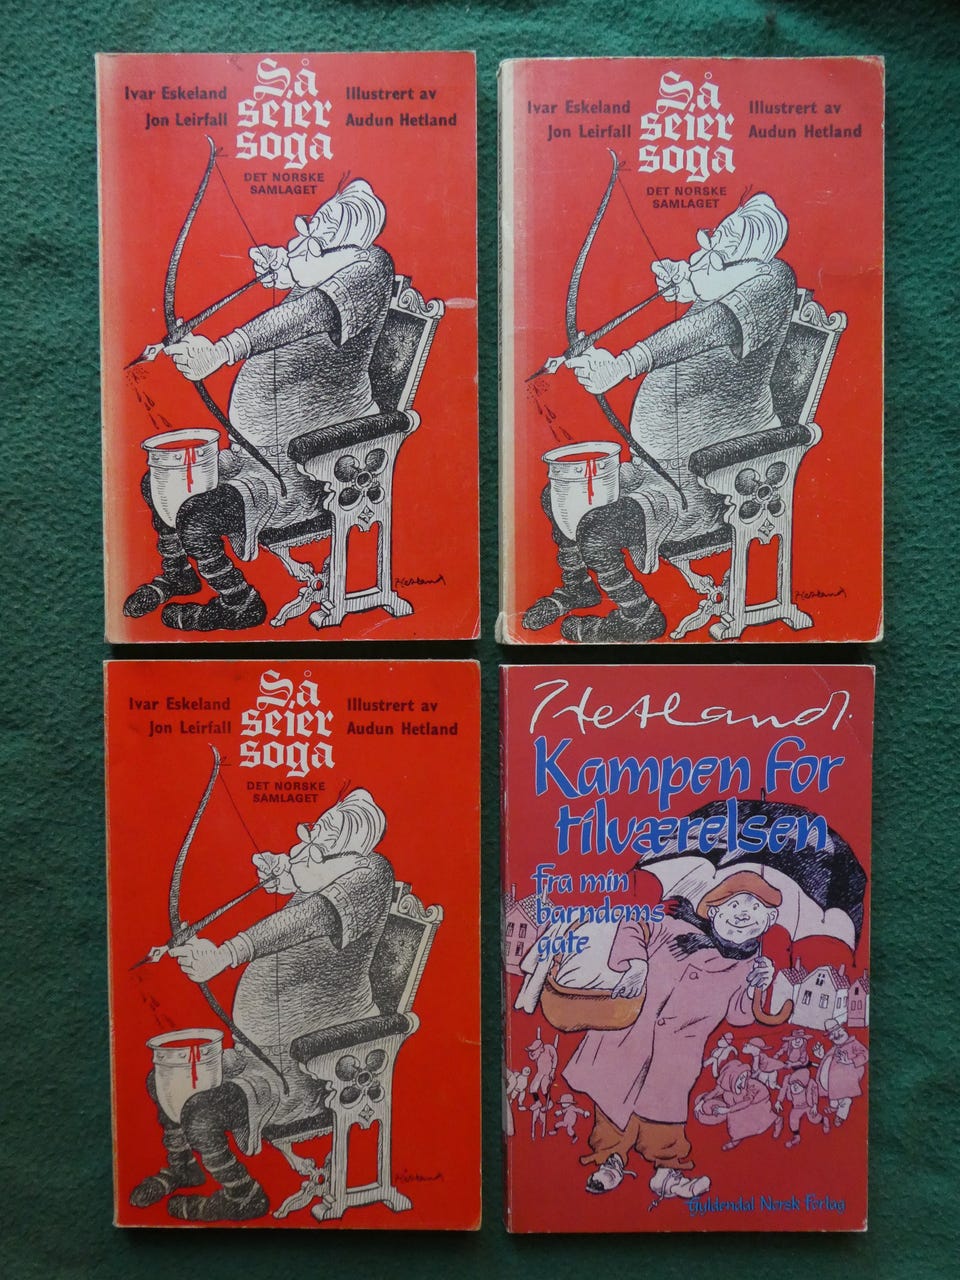 Så
seier
soga
Ivar Eskeland
Jon Leirfall
Illustrert av
Audun Hetland
DET NORSKE
SAMLAGET
Hetland
Så
seier
soga
Ivar Eskeland
Jon Leirfall
Illustrert av
Audun Hetland
DET NORSKE
SAMLAGET
Hetland
Så
seier
soga
Ivar Eskeland
Jon Leirfall
Illustrert av
Audun Hetland
DET NORSKE
SAMLAGET
Hetland
Hetland
Kampen for
tilværelsen
fra min
barndoms
gate
Gyldendal Norsk Forlag